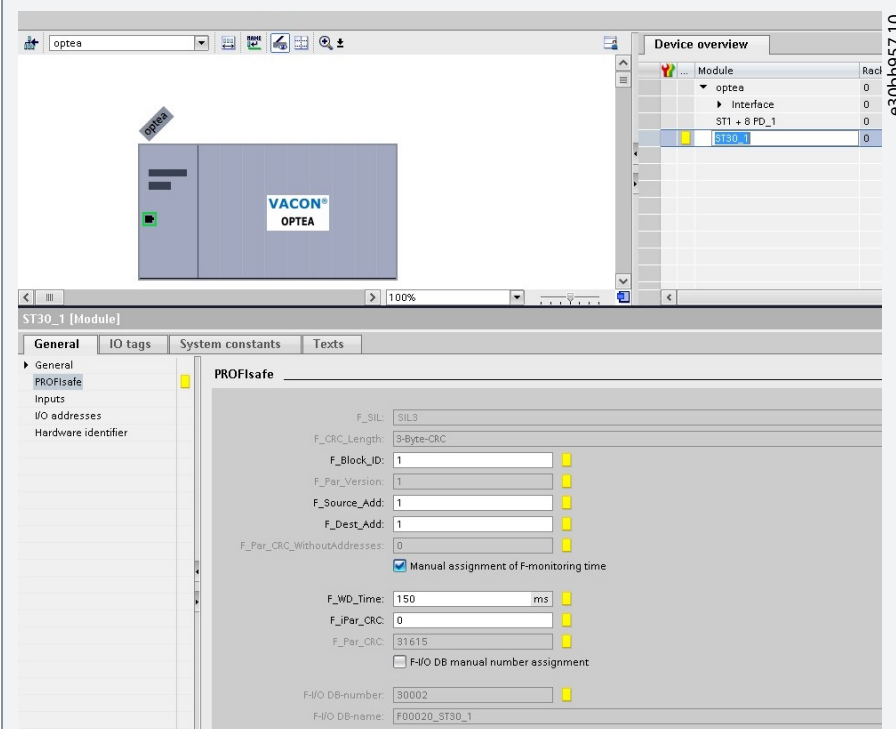 optea
NAME
Device overview
... Module Rack
optea 0
Interface 0
ST1 + 8 PD_1 0
ST30_1 0
e30bb957.10
optea
VACON®
OPTEA
100%
ST30_1 [Module]
General IO tags System constants Texts
General
PROFIsafe
Inputs
I/O addresses
Hardware identifier
PROFIsafe
F_SIL: SIL3
F_CRC_Length: 3-Byte-CRC
F_Block_ID: 1
F_Par_Version: 1
F_Source_Add: 1
F_Dest_Add: 1
F_Par_CRC_WithoutAddresses: 0
Manual assignment of F-monitoring time
F_WD_Time: 150 ms
F_iPar_CRC: 0
F_Par_CRC: 31615
F-I/O DB manual number assignment
F-I/O DB-number: 30002
F-I/O DB-name: F00020_ST30_1